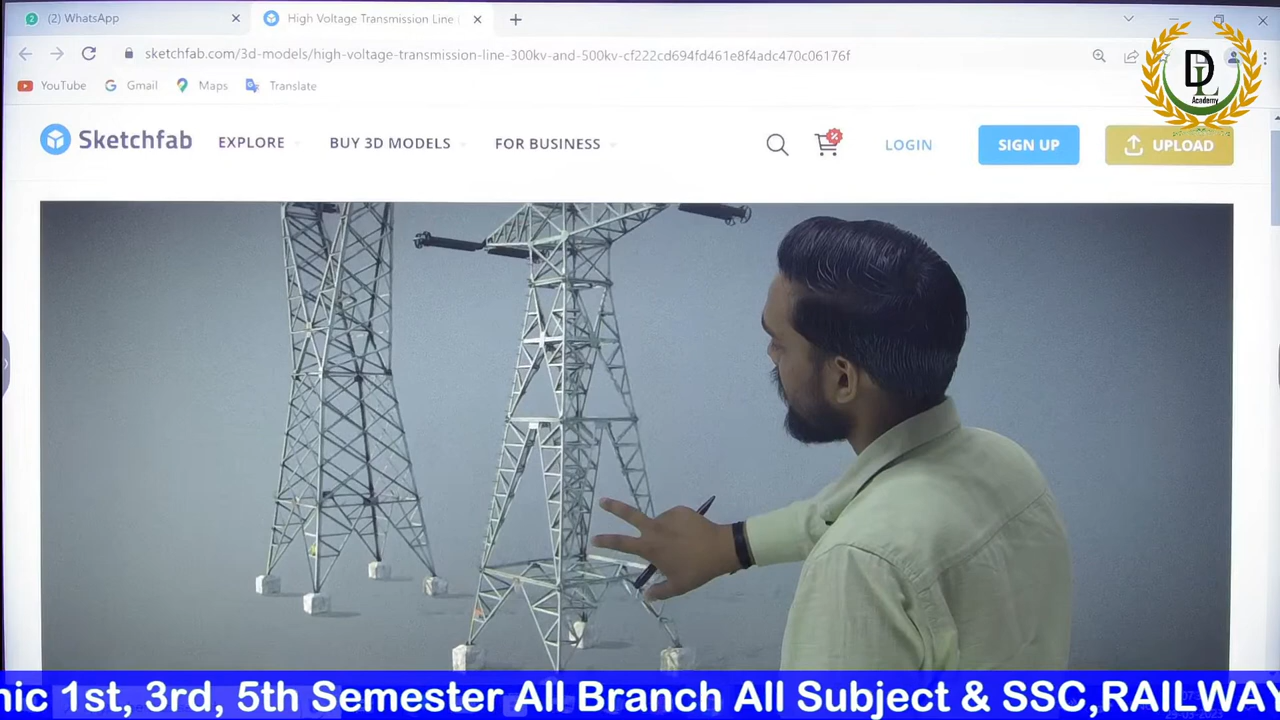 (2) WhatsApp
High Voltage Transmission Line
sketchfab.com/3d-models/high-voltage-transmission-line-300kv-and-500kv-cf222cd694fd461e8f4adc470c06176f
YouTube Gmail Maps Translate
DL
Academy
Sketchfab EXPLORE BUY 3D MODELS FOR BUSINESS LOGIN SIGN UP UPLOAD
nic 1st, 3rd, 5th Semester All Branch All Subject & SSC,RAILWAY